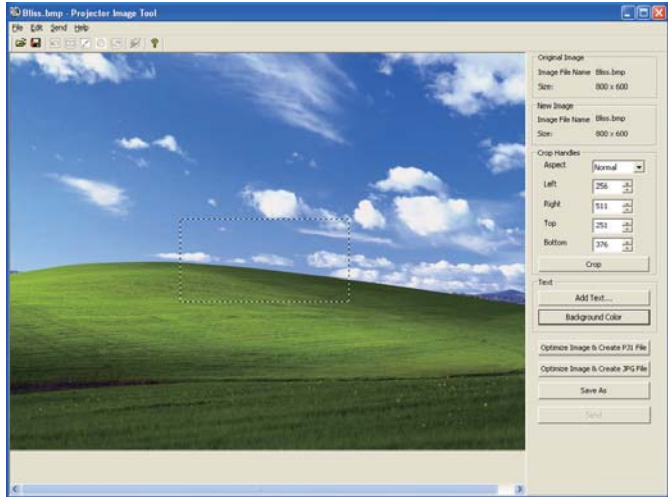 Bliss.bmp - Projector Image Tool
File Edit Send Help
Original Image
Image File Name Bliss.bmp
Size: 800 x 600
New Image
Image File Name Bliss.bmp
Size: 800 x 600
Crop Handles
Aspect Normal
Left 256
Right 511
Top 251
Bottom 376
Crop
Text
Add Text...
Background Color
Optimize Image & Create PJI File
Optimize Image & Create JPG File
Save As
Send